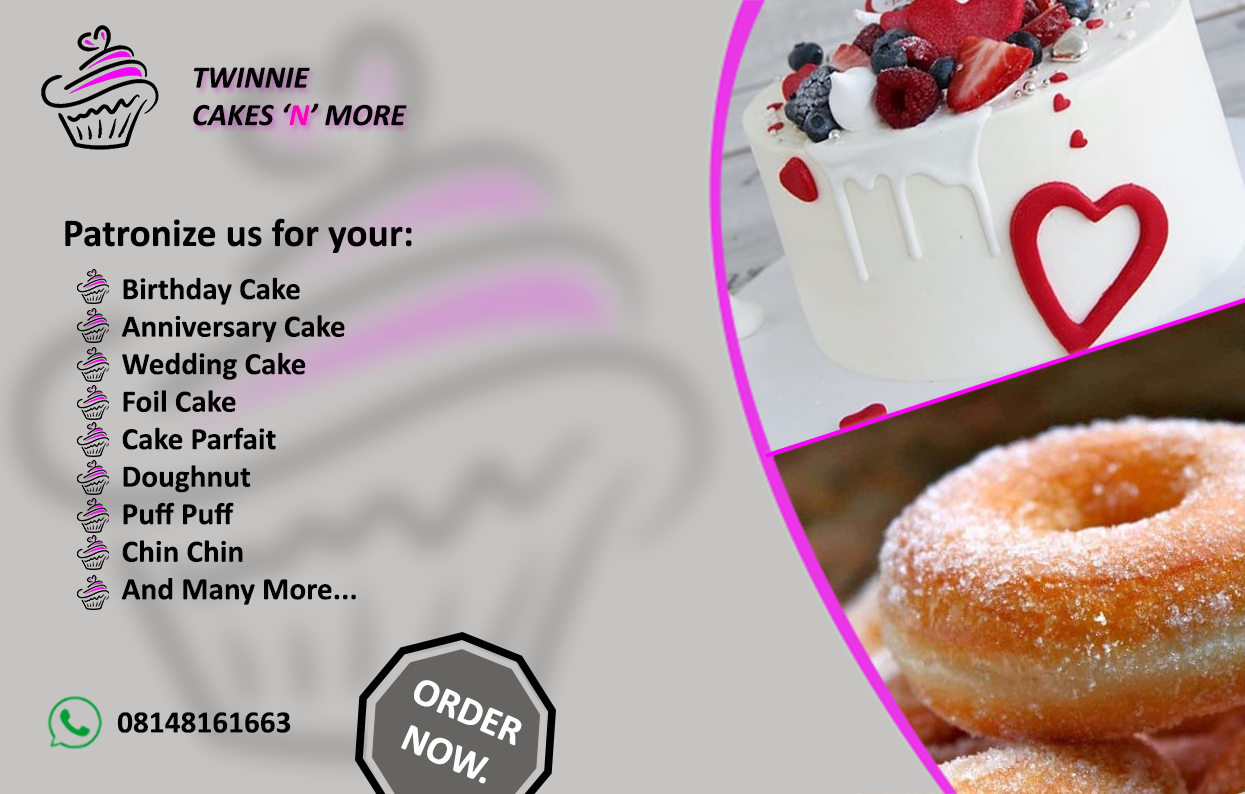 TWINNIE
CAKES ‘N’ MORE
Patronize us for your:
Birthday Cake
Anniversary Cake
Wedding Cake
Foil Cake
Cake Parfait
Doughnut
Puff Puff
Chin Chin
And Many More...
08148161663
ORDER
NOW.